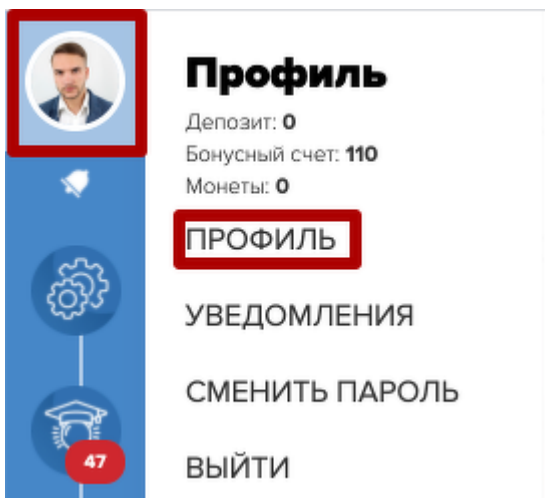 Профиль
Депозит: 0
Бонусный счет: 110
Монеты: 0
ПРОФИЛЬ
УВЕДОМЛЕНИЯ
СМЕНИТЬ ПАРОЛЬ
47
ВЫЙТИ